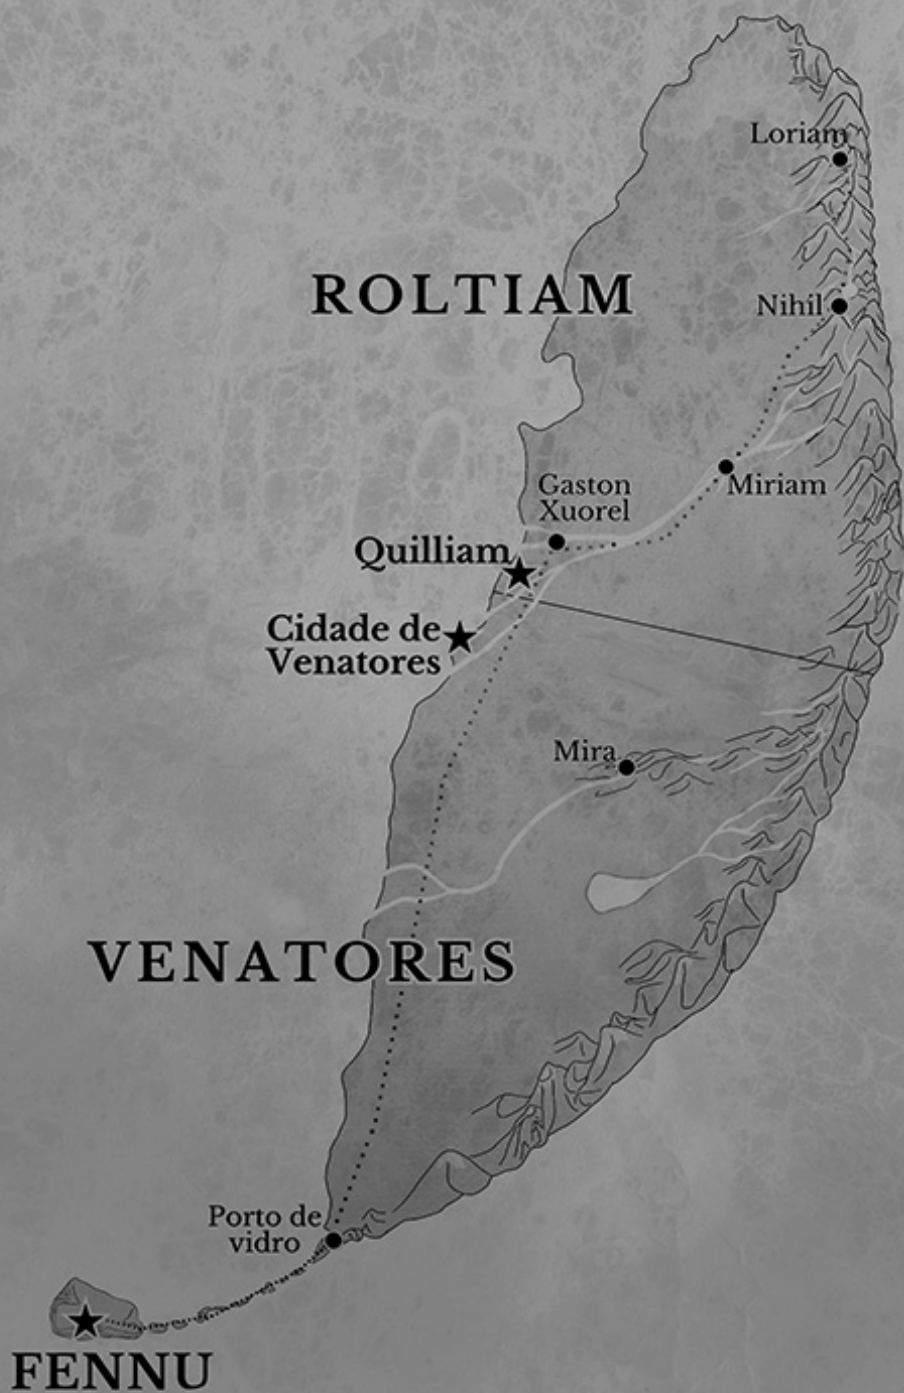 Loriam
ROLTIAM
Nihil
Gaston
Xuorel
Miriam
Quilliam
Cidade de
Venatores
Mira
VENATORES
Porto de
vidro
FENNU